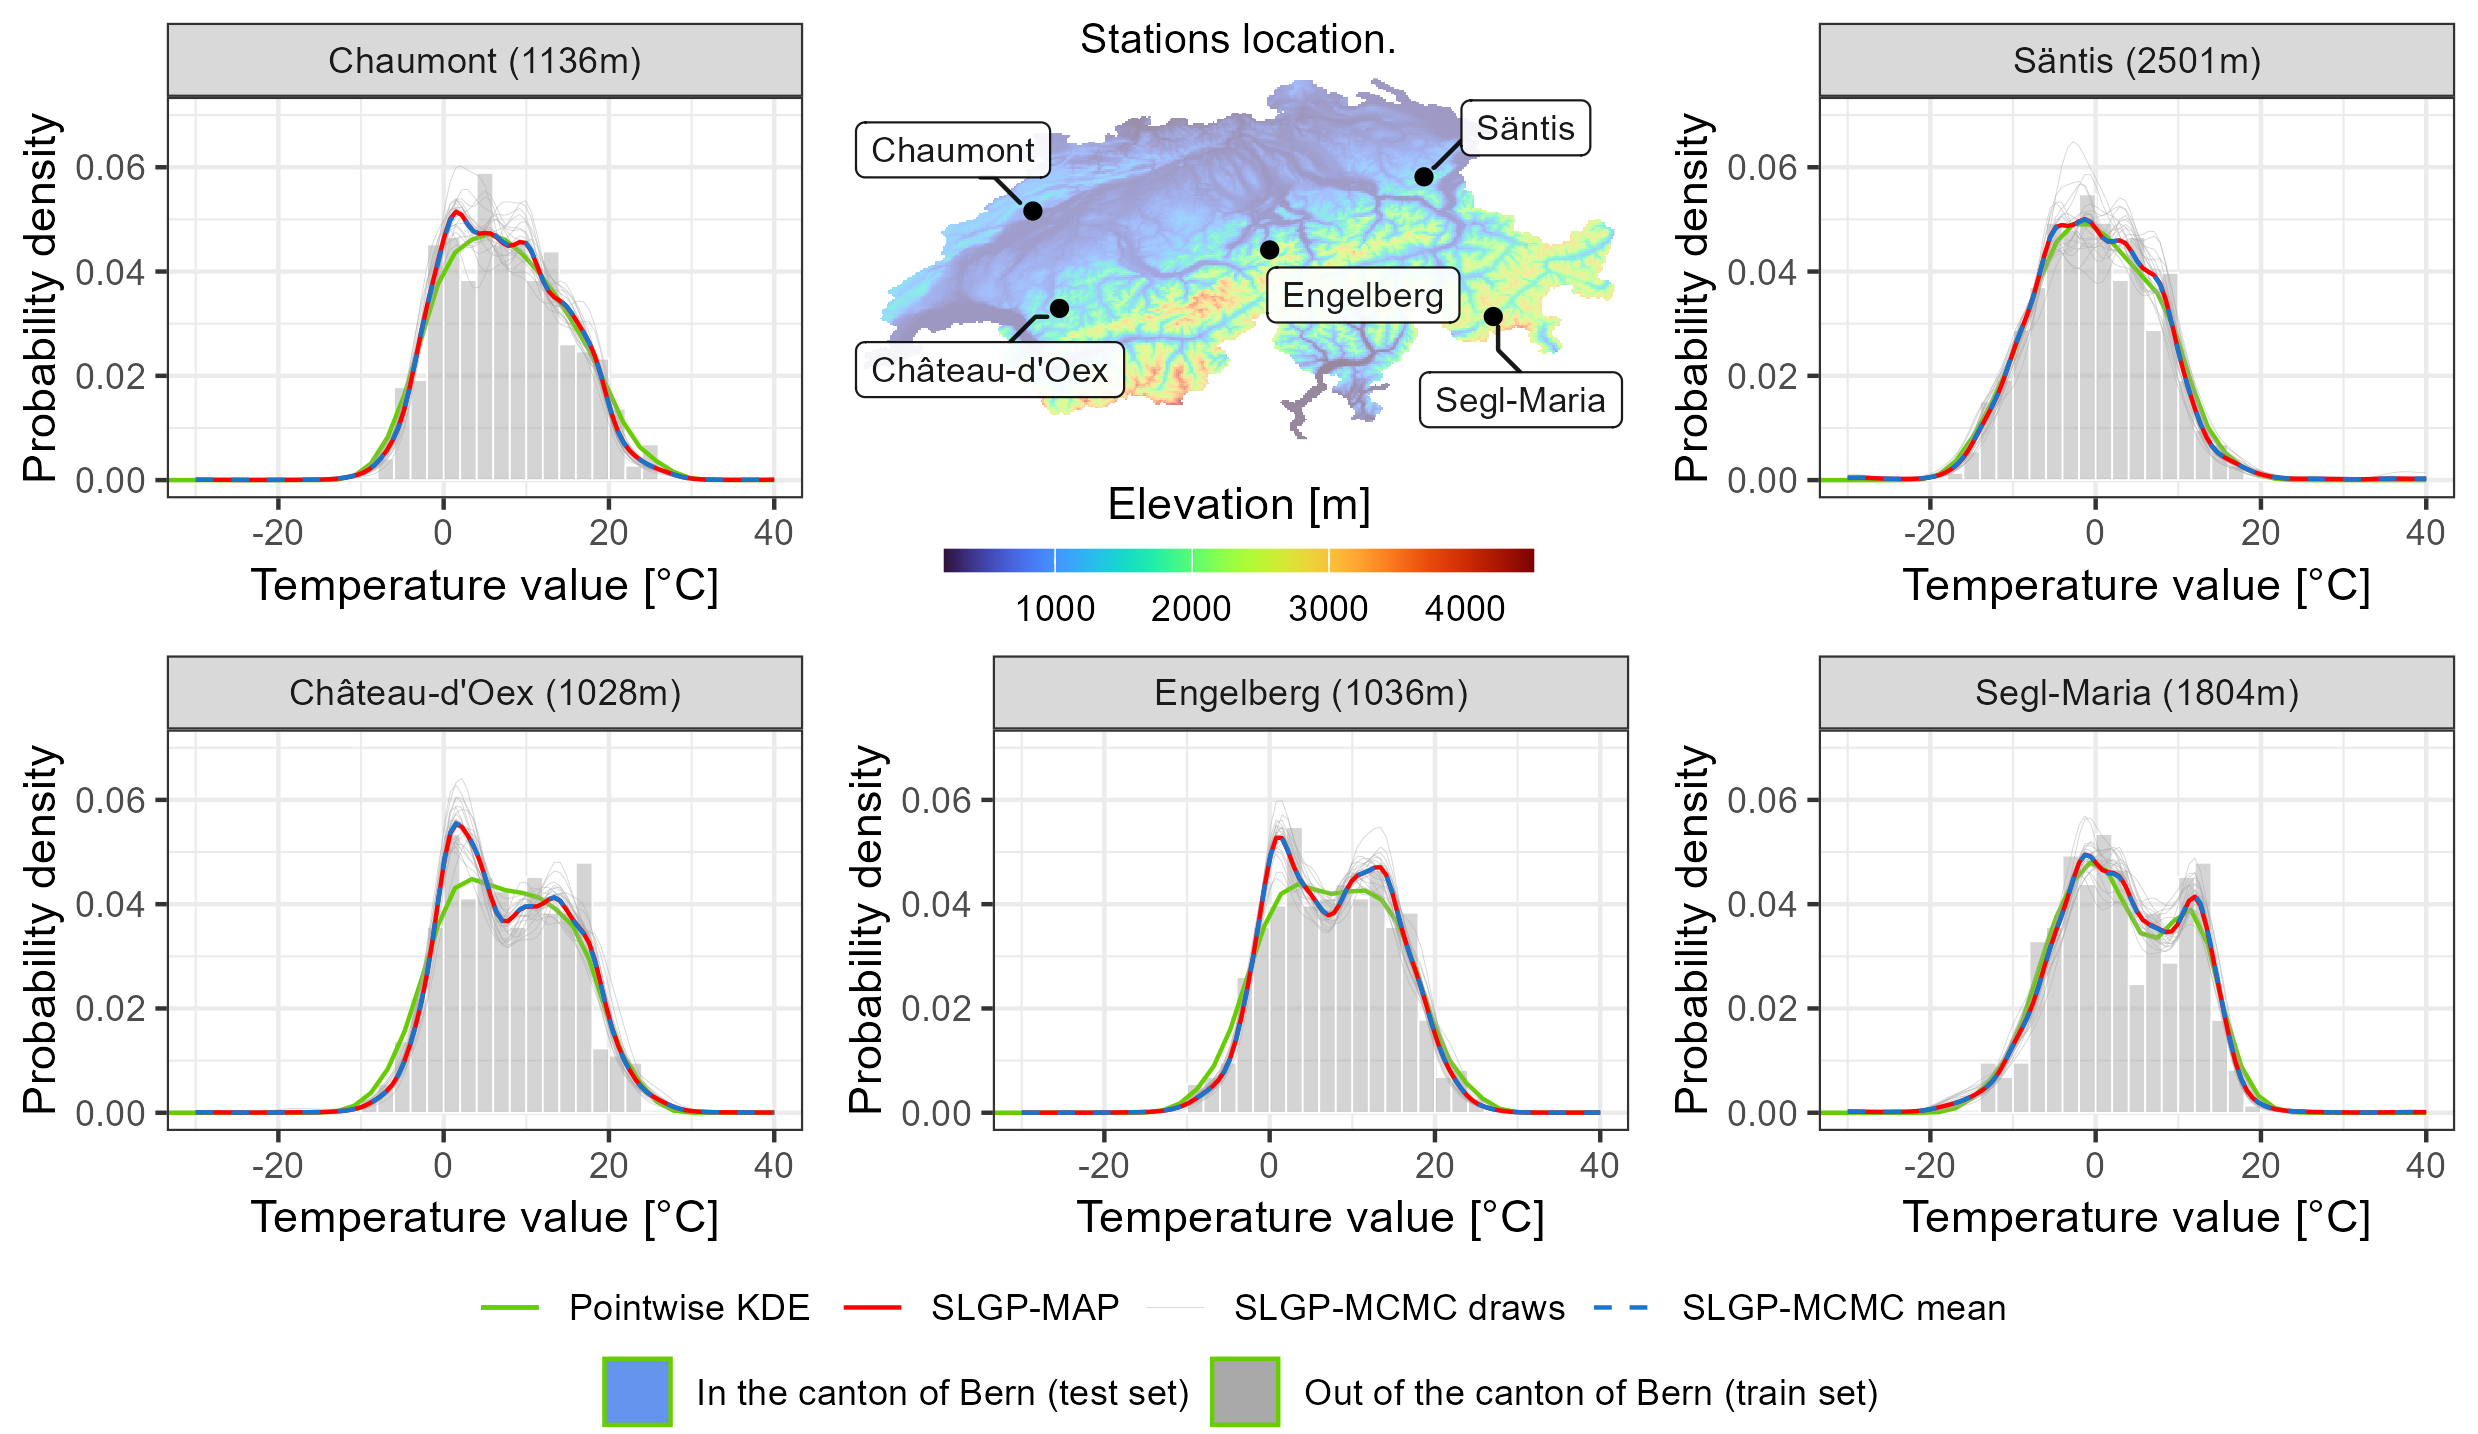 Chaumont (1136m)
Probability density
0.06
0.04
0.02
0.00
-20 0 20 40
Temperature value [°C]
Stations location.
Chaumont
Säntis
Engelberg
Château-d'Oex
Segl-Maria
Elevation [m]
1000 2000 3000 4000
Säntis (2501m)
Probability density
0.06
0.04
0.02
0.00
-20 0 20 40
Temperature value [°C]
Château-d'Oex (1028m)
Probability density
0.06
0.04
0.02
0.00
-20 0 20 40
Temperature value [°C]
Engelberg (1036m)
Probability density
0.06
0.04
0.02
0.00
-20 0 20 40
Temperature value [°C]
Segl-Maria (1804m)
Probability density
0.06
0.04
0.02
0.00
-20 0 20 40
Temperature value [°C]
Pointwise KDE SLGP-MAP SLGP-MCMC draws SLGP-MCMC mean
In the canton of Bern (test set) Out of the canton of Bern (train set)